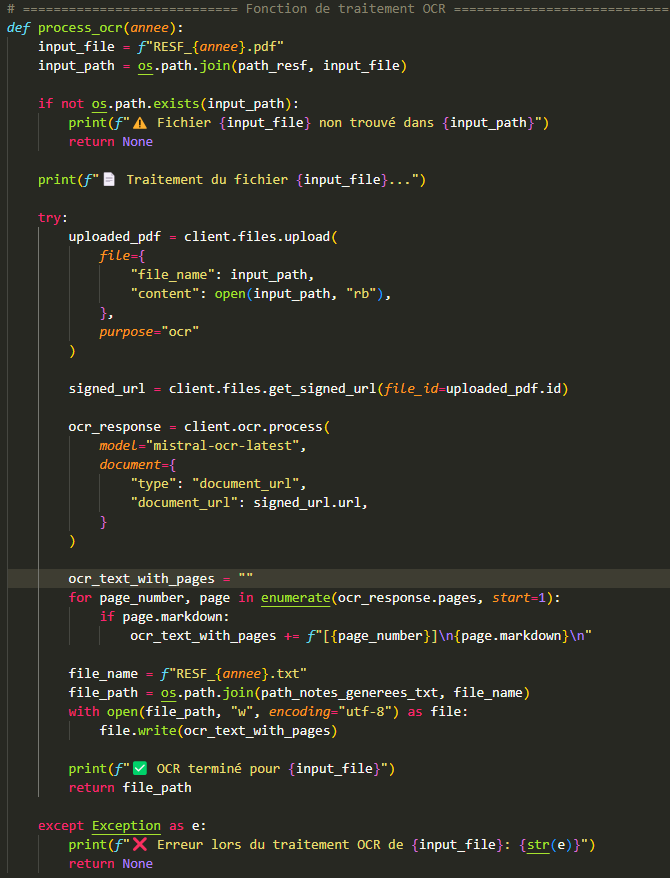 # ============================ Fonction de traitement OCR ============================
def process_ocr(annee):
    input_file = f"RESF_{annee}.pdf"
    input_path = os.path.join(path_resf, input_file)

    if not os.path.exists(input_path):
        print(f"⚠️ Fichier {input_file} non trouvé dans {input_path}")
        return None

    print(f"📄 Traitement du fichier {input_file}...")

    try:
        uploaded_pdf = client.files.upload(
            file={
                "file_name": input_path,
                "content": open(input_path, "rb"),
            },
            purpose="ocr"
        )

        signed_url = client.files.get_signed_url(file_id=uploaded_pdf.id)

        ocr_response = client.ocr.process(
            model="mistral-ocr-latest",
            document={
                "type": "document_url",
                "document_url": signed_url.url,
            }
        )

        ocr_text_with_pages = ""
        for page_number, page in enumerate(ocr_response.pages, start=1):
            if page.markdown:
                ocr_text_with_pages += f"[{{page_number}}]\n{page.markdown}\n"

        file_name = f"RESF_{annee}.txt"
        file_path = os.path.join(path_notes_generees_txt, file_name)
        with open(file_path, "w", encoding="utf-8") as file:
            file.write(ocr_text_with_pages)

        print(f"✅ OCR terminé pour {input_file}")
        return file_path

    except Exception as e:
        print(f"❌ Erreur lors du traitement OCR de {input_file}: {str(e)}")
        return None